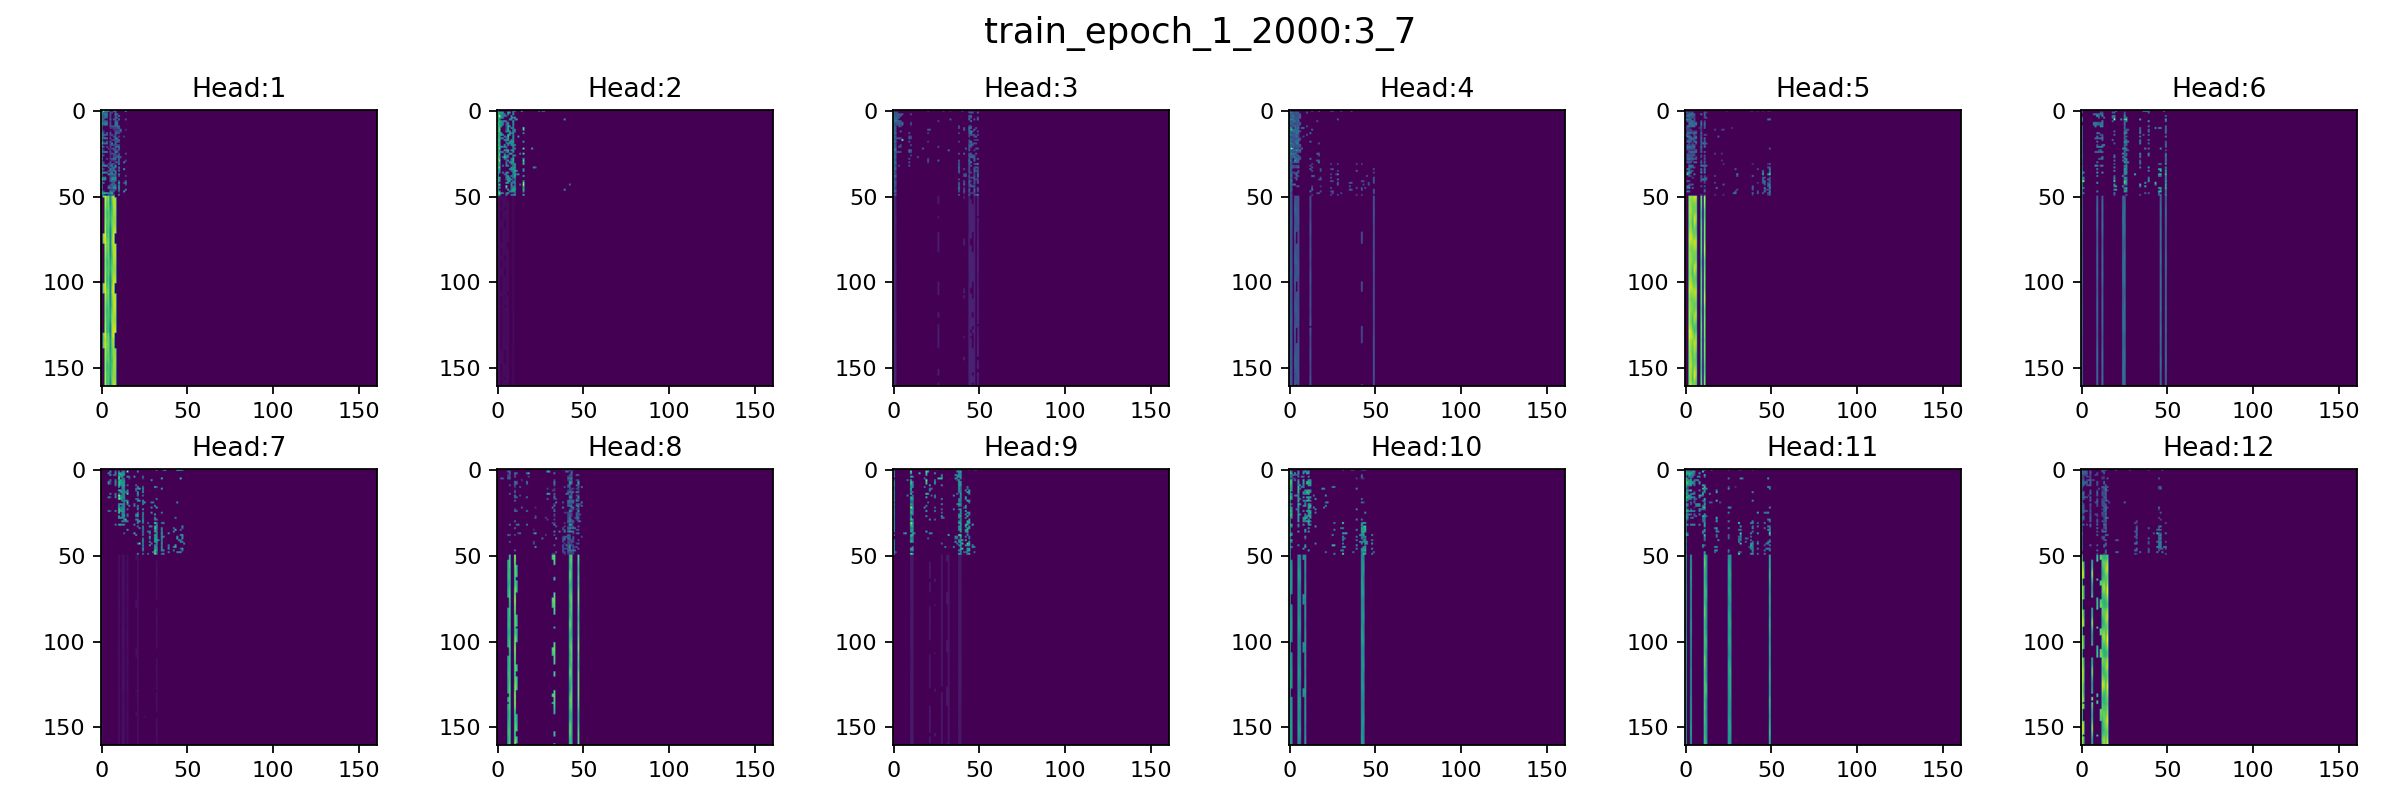 train_epoch_1_2000:3_7
Head:1 Head:2 Head:3 Head:4 Head:5 Head:6
0 0 0 0 0 0
50 50 50 50 50 50
100 100 100 100 100 100
150 150 150 150 150 150
0 50 100 150 0 50 100 150 0 50 100 150 0 50 100 150 0 50 100 150 0 50 100 150
Head:7 Head:8 Head:9 Head:10 Head:11 Head:12
0 0 0 0 0 0
50 50 50 50 50 50
100 100 100 100 100 100
150 150 150 150 150 150
0 50 100 150 0 50 100 150 0 50 100 150 0 50 100 150 0 50 100 150 0 50 100 150